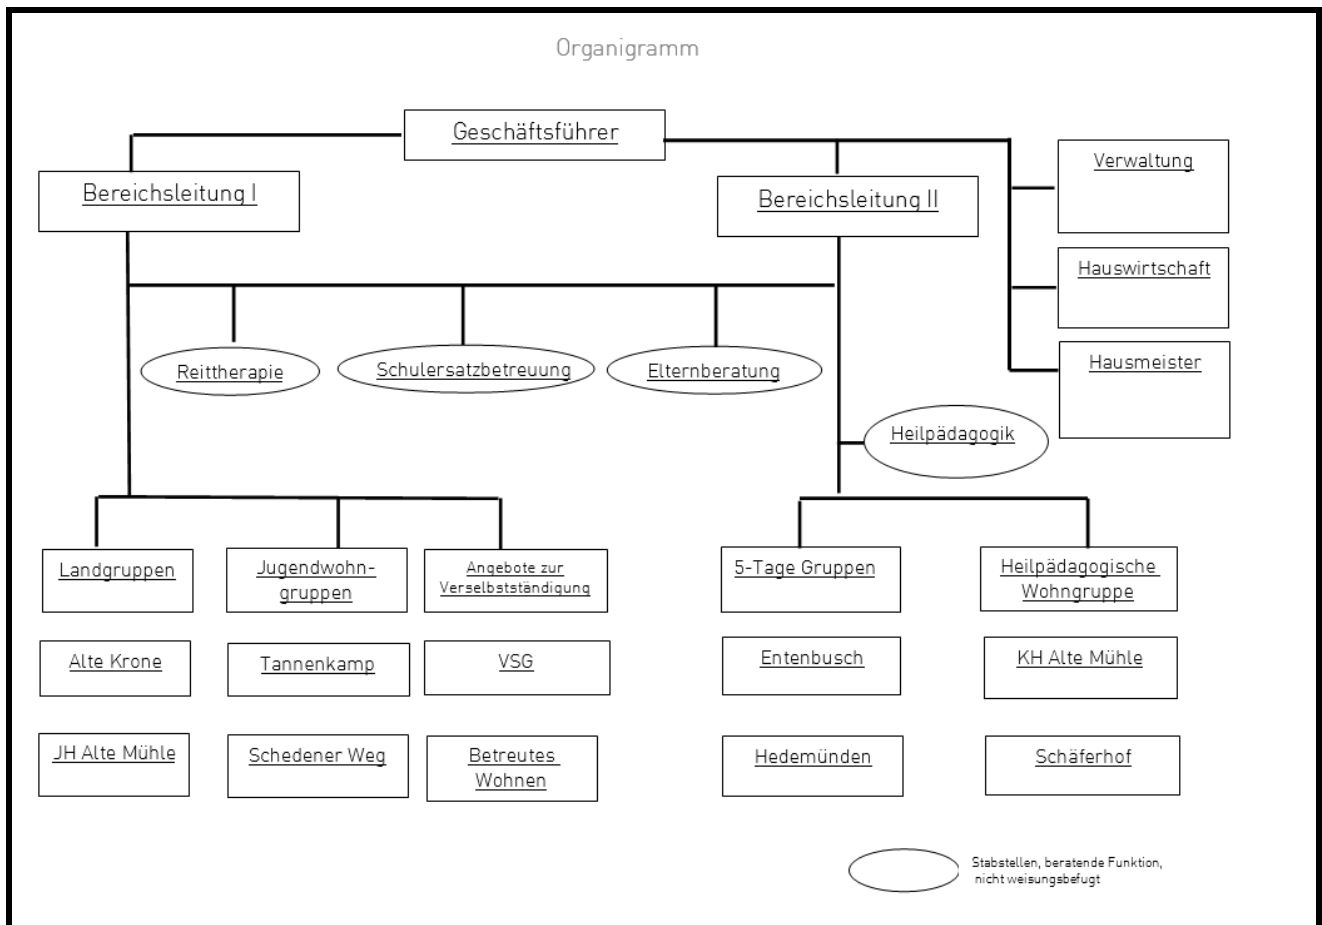 Organigramm
Geschäftsführer
Bereichsleitung I
Bereichsleitung II
Verwaltung
Hauswirtschaft
Hausmeister
Reittherapie
Schulersatzbetreuung
Elternberatung
Heilpädagogik
Landgruppen
Jugendwohn-
gruppen
Angebote zur
Verselbstständigung
5-Tage Gruppen
Heilpädagogische
Wohngruppe
Alte Krone
Tannenkamp
VSG
Entenbusch
KH Alte Mühle
JH Alte Mühle
Schedener Weg
Betreutes
Wohnen
Hedemünden
Schäferhof
Stabstellen, beratende Funktion,
nicht weisungsbefugt